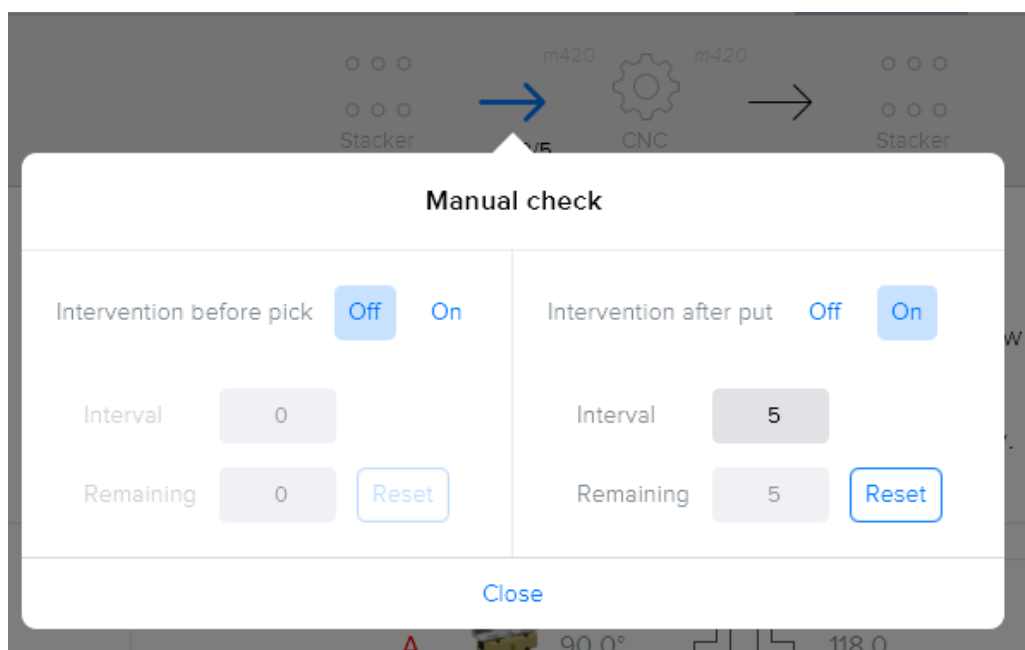 m420 m420
Stacker CNC Stacker
/5
Manual check
Intervention before pick Off On
Intervention after put Off On
w
Interval 0
Interval 5
Remaining 0 Reset
Remaining 5 Reset
Close
A 90.0° 118.0